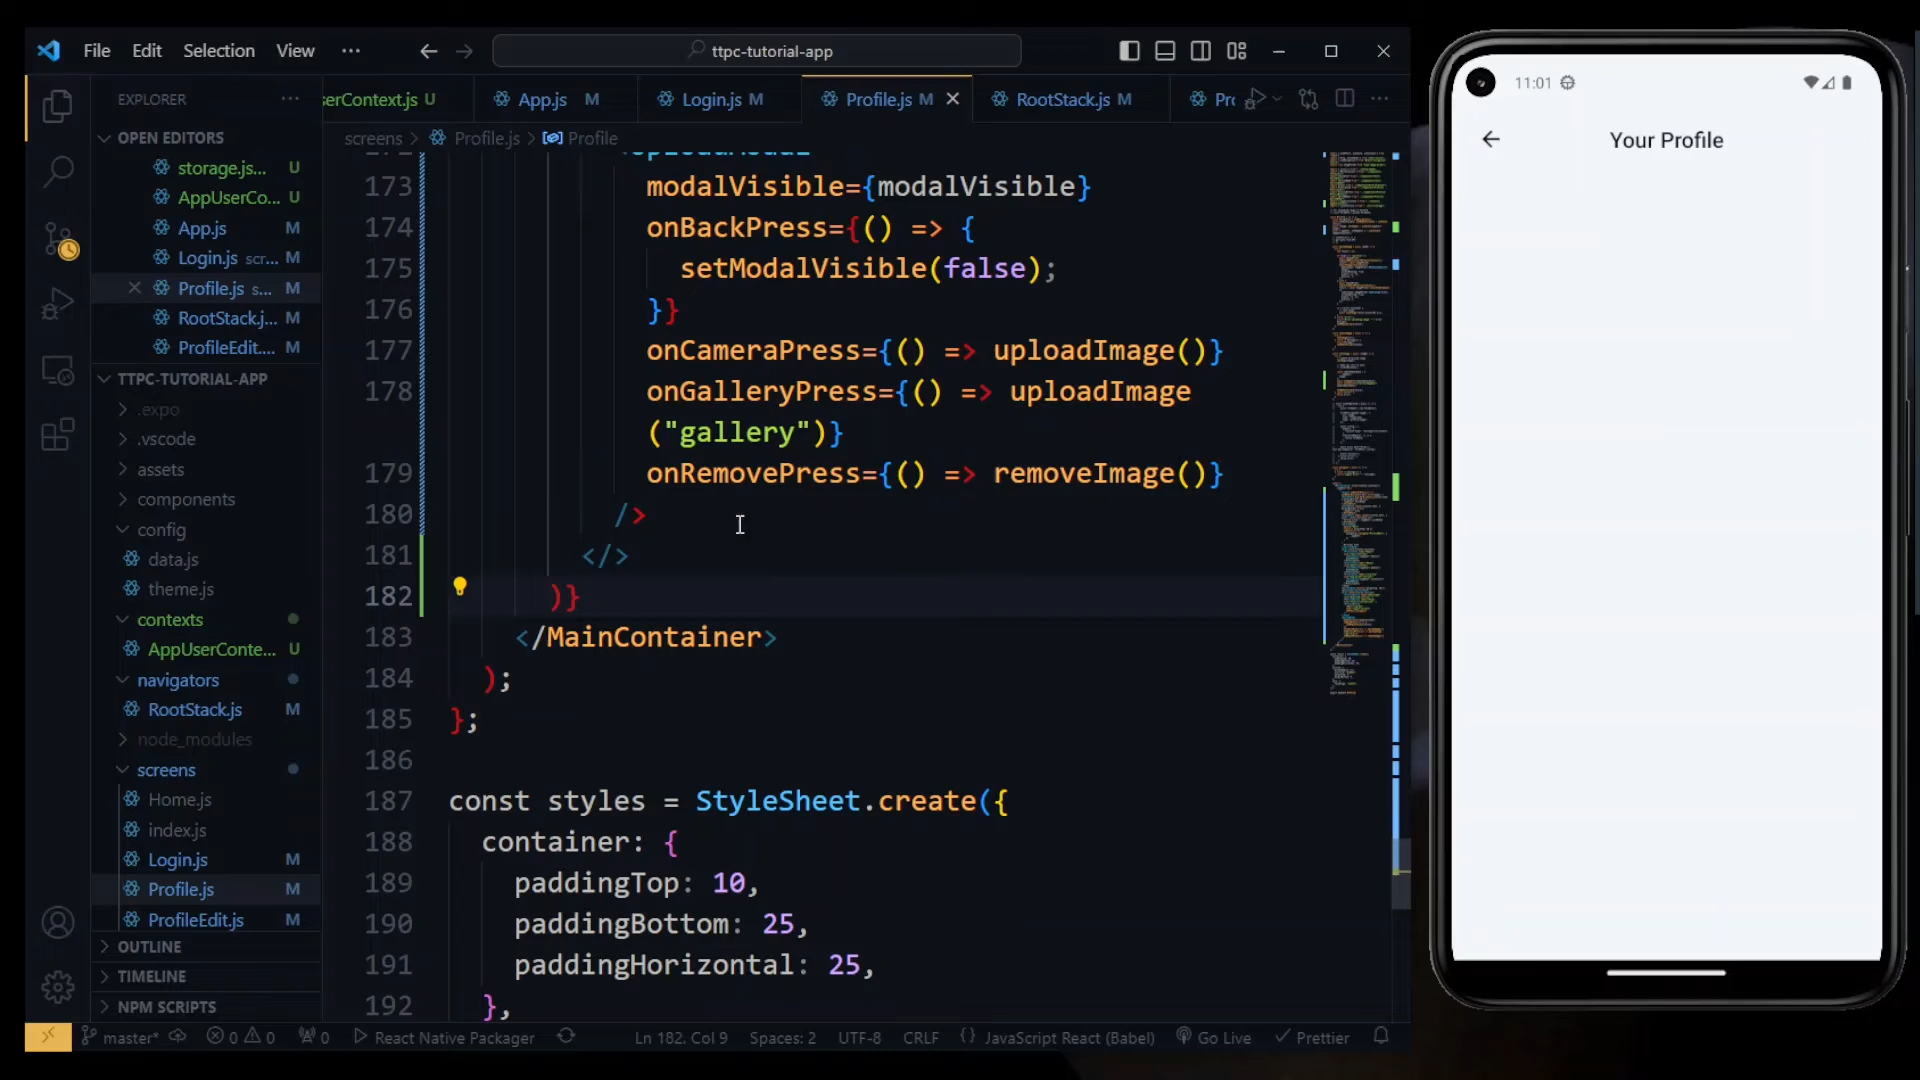 File Edit Selection View ···
ttpc-tutorial-app
EXPLORER
OPEN EDITORS
storage.js... U
AppUserCo... U
App.js M
Login.js scr... M
Profile.js s... M
RootStack.j... M
ProfileEdit.... M
TTPC-TUTORIAL-APP
.expo
.vscode
assets
components
config
data.js
theme.js
contexts
AppUserConte... U
navigators
RootStack.js M
node_modules
screens
Home.js
index.js
Login.js M
Profile.js M
ProfileEdit.js M
OUTLINE
TIMELINE
NPM SCRIPTS
serContext.js U App.js M Login.js M Profile.js M RootStack.js M Pr
screens > Profile.js > Profile
173 modalVisible={modalVisible}
174 onBackPress={() => {
175 setModalVisible(false);
176 }}
177 onCameraPress={() => uploadImage()}
178 onGalleryPress={() => uploadImage
("gallery")}
179 onRemovePress={() => removeImage()}
180 />
181 </>
182 )}
183 </MainContainer>
184 );
185 };
186
187 const styles = StyleSheet.create({
188 container: {
189 paddingTop: 10,
190 paddingBottom: 25,
191 paddingHorizontal: 25,
192 },
master* 0 0 0 React Native Packager Ln 182, Col 9 Spaces: 2 UTF-8 CRLF {} JavaScript React (Babel) Go Live Prettier
11:01
Your Profile